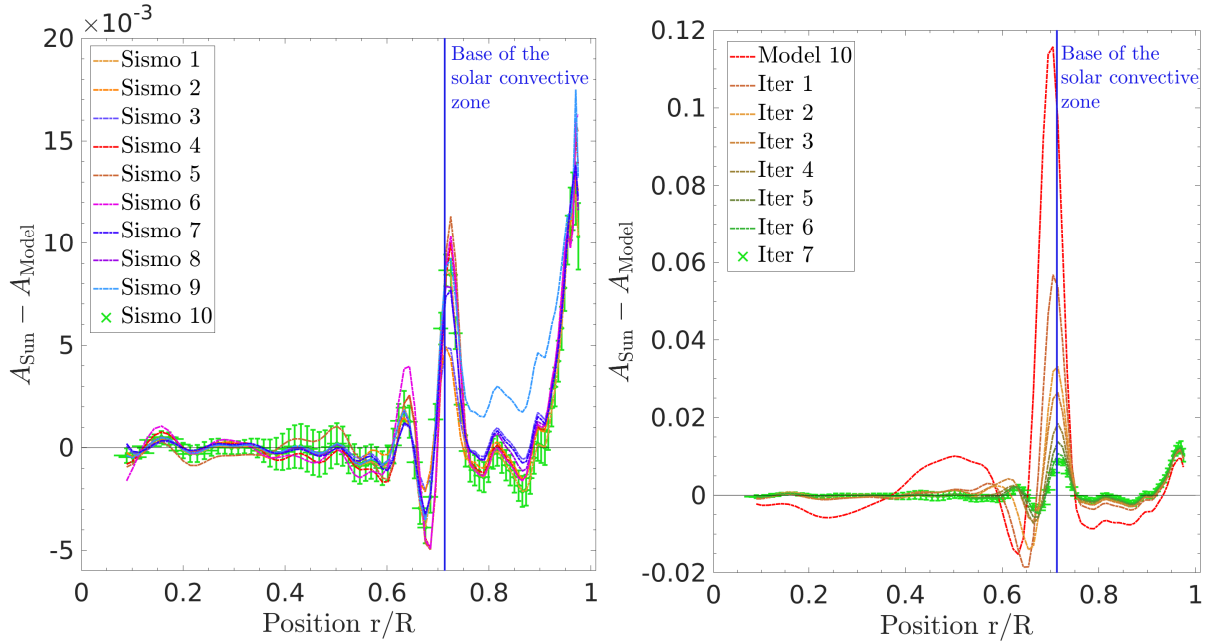 ×10⁻³
20
15
10
5
0
-5
A_Sun − A_Model
0
0.2
0.4
0.6
0.8
1
Position r/R
Sismo 1
Sismo 2
Sismo 3
Sismo 4
Sismo 5
Sismo 6
Sismo 7
Sismo 8
Sismo 9
Sismo 10
Base of the
solar convective
zone
0.12
0.1
0.08
0.06
0.04
0.02
0
-0.02
A_Sun − A_Model
0
0.2
0.4
0.6
0.8
1
Position r/R
Model 10
Iter 1
Iter 2
Iter 3
Iter 4
Iter 5
Iter 6
Iter 7
Base of the
solar convective
zone